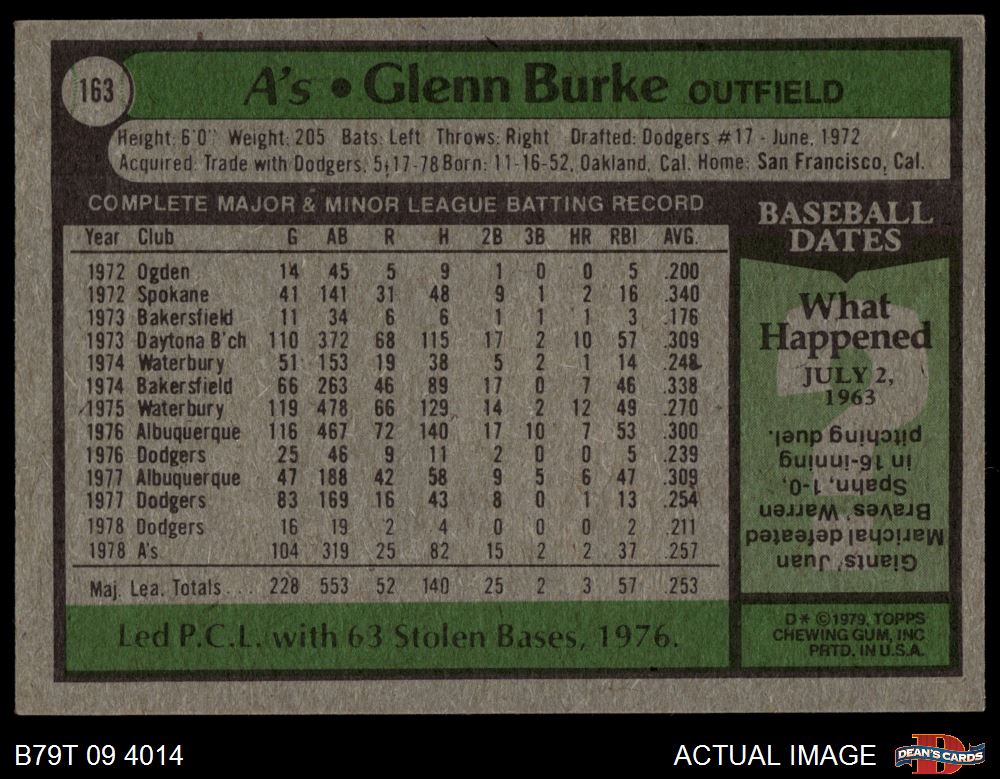 163
A's • Glenn Burke OUTFIELD
Height: 6'0" Weight: 205 Bats: Left Throws: Right Drafted: Dodgers #17 - June, 1972
Acquired: Trade with Dodgers, 5-17-78 Born: 11-16-52, Oakland, Cal. Home: San Francisco, Cal.
COMPLETE MAJOR & MINOR LEAGUE BATTING RECORD
Year Club G AB R H 2B 3B HR RBI AVG.
1972 Ogden 14 45 5 9 1 0 0 5 .200
1972 Spokane 41 141 31 48 9 1 2 16 .340
1973 Bakersfield 11 34 6 6 1 1 1 3 .176
1973 Daytona B'ch 110 372 68 115 17 2 10 57 .309
1974 Waterbury 51 153 19 38 5 2 1 14 .248
1974 Bakersfield 66 263 46 89 17 0 7 46 .338
1975 Waterbury 119 478 66 129 14 2 12 49 .270
1976 Albuquerque 116 467 72 140 17 10 7 53 .300
1976 Dodgers 25 46 9 11 2 0 0 5 .239
1977 Albuquerque 47 188 42 58 9 5 6 47 .309
1977 Dodgers 83 169 16 43 8 0 1 13 .254
1978 Dodgers 16 19 2 4 0 0 0 2 .211
1978 A's 104 319 25 82 15 2 2 37 .257
Maj. Lea. Totals . . . 228 553 52 140 25 2 3 57 .253
Led P.C.L. with 63 Stolen Bases, 1976.
BASEBALL
DATES
What
Happened
JULY 2,
1963
?
Giants' Juan
Marichal defeated
Braves' Warren
Spahn, 1-0,
in 16-inning
pitching duel.
D* ©1979, TOPPS
CHEWING GUM, INC
PRTD. IN U.S.A.
B79T 09 4014
ACTUAL IMAGE
DEAN'S CARDS